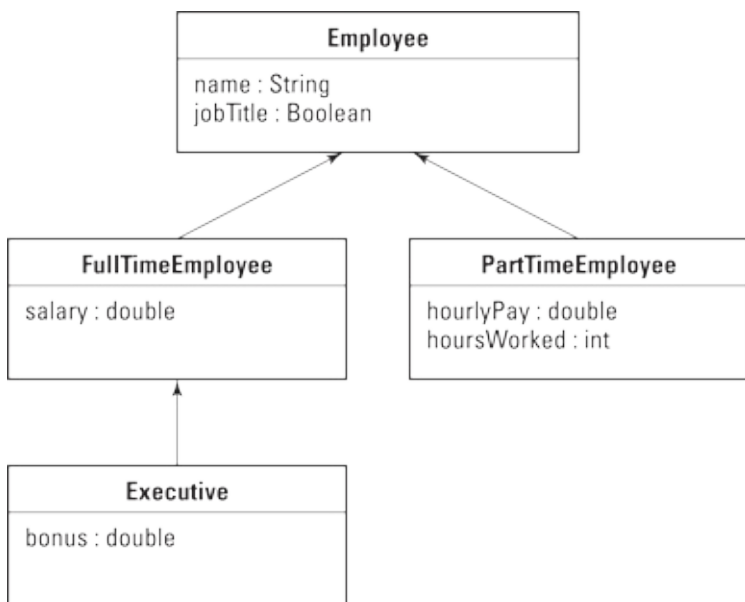 Employee
name : String
jobTitle : Boolean
FullTimeEmployee
salary : double
PartTimeEmployee
hourlyPay : double
hoursWorked : int
Executive
bonus : double